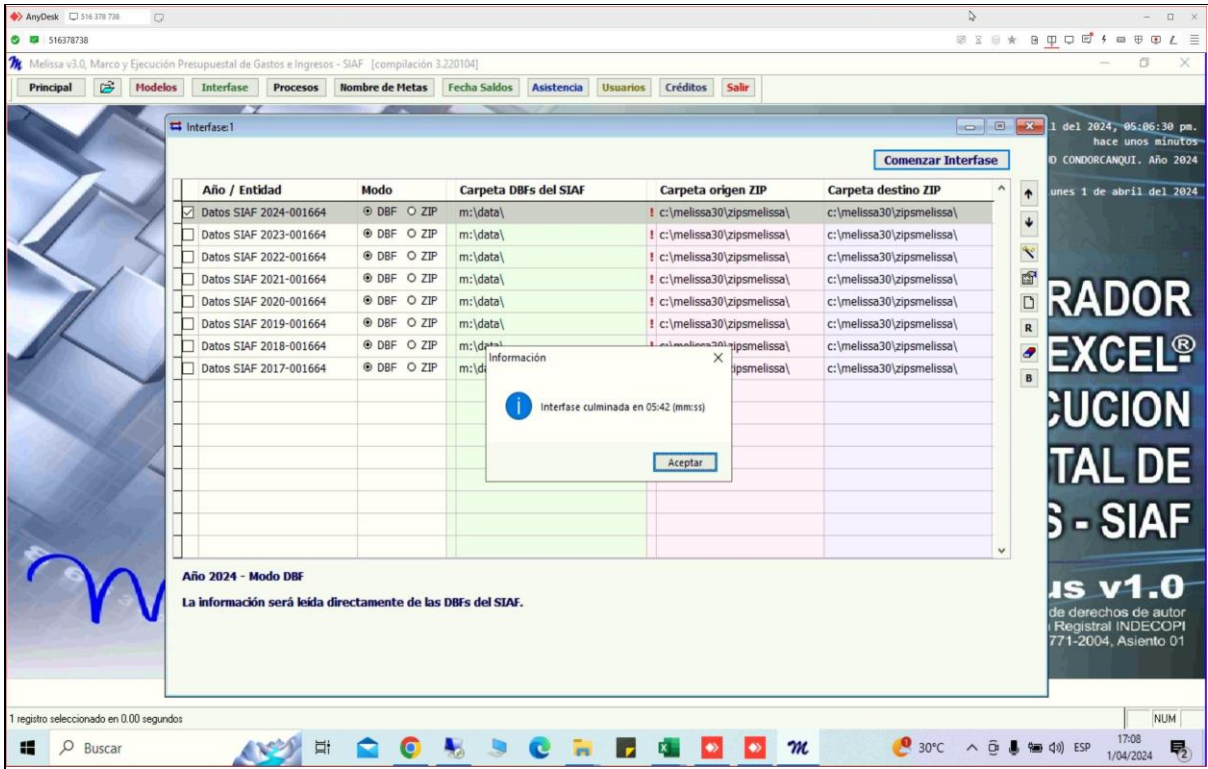 AnyDesk 516 378 738
516378738
Melissa v3.0, Marco y Ejecución Presupuestal de Gastos e Ingresos - SIAF [compilación 3.220104]
Principal Modelos Interfase Procesos Nombre de Metas Fecha Saldos Asistencia Usuarios Créditos Salir
l del 2024, 05:06:30 pm.
hace unos minutos
D CONDORCANQUI. Año 2024
unes 1 de abril del 2024
Interfase:1
Comenzar Interfase
Año / Entidad Modo Carpeta DBFs del SIAF Carpeta origen ZIP Carpeta destino ZIP
Datos SIAF 2024-001664 DBF ZIP m:\data\ ! c:\melissa30\zipsmelissa\ c:\melissa30\zipsmelissa\
Datos SIAF 2023-001664 DBF ZIP m:\data\ ! c:\melissa30\zipsmelissa\ c:\melissa30\zipsmelissa\
Datos SIAF 2022-001664 DBF ZIP m:\data\ ! c:\melissa30\zipsmelissa\ c:\melissa30\zipsmelissa\
Datos SIAF 2021-001664 DBF ZIP m:\data\ ! c:\melissa30\zipsmelissa\ c:\melissa30\zipsmelissa\
Datos SIAF 2020-001664 DBF ZIP m:\data\ ! c:\melissa30\zipsmelissa\ c:\melissa30\zipsmelissa\
Datos SIAF 2019-001664 DBF ZIP m:\data\ ! c:\melissa30\zipsmelissa\ c:\melissa30\zipsmelissa\
Datos SIAF 2018-001664 DBF ZIP m:\data\ ! c:\melissa30\zipsmelissa\ c:\melissa30\zipsmelissa\
Datos SIAF 2017-001664 DBF ZIP m:\da ipsmelissa\ c:\melissa30\zipsmelissa\
R
B
Información
Interfase culminada en 05:42 (mm:ss)
Aceptar
RADOR
EXCEL®
CUCION
TAL DE
S - SIAF
us v1.0
de derechos de autor
Registral INDECOPI
771-2004, Asiento 01
Año 2024 - Modo DBF
La información será leída directamente de las DBFs del SIAF.
1 registro seleccionado en 0.00 segundos NUM
Buscar 30°C ESP 17:08
1/04/2024
2